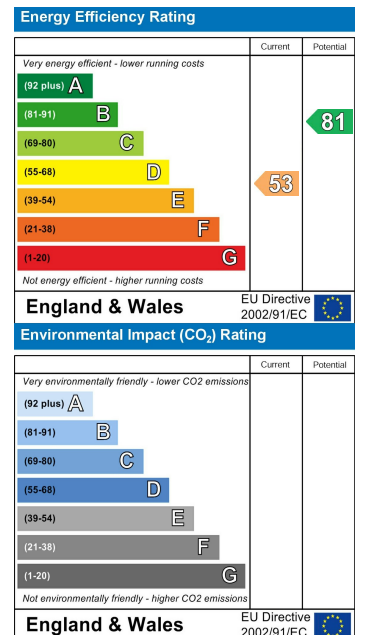 Energy Efficiency Rating
Current Potential
Very energy efficient - lower running costs
(92 plus) A
(81-91) B
81
(69-80) C
(55-68) D
53
(39-54) E
(21-38) F
(1-20) G
Not energy efficient - higher running costs
England & Wales
EU Directive
2002/91/EC
Environmental Impact (CO₂) Rating
Current Potential
Very environmentally friendly - lower CO2 emissions
(92 plus) A
(81-91) B
(69-80) C
(55-68) D
(39-54) E
(21-38) F
(1-20) G
Not environmentally friendly - higher CO2 emissions
England & Wales
EU Directive
2002/91/EC